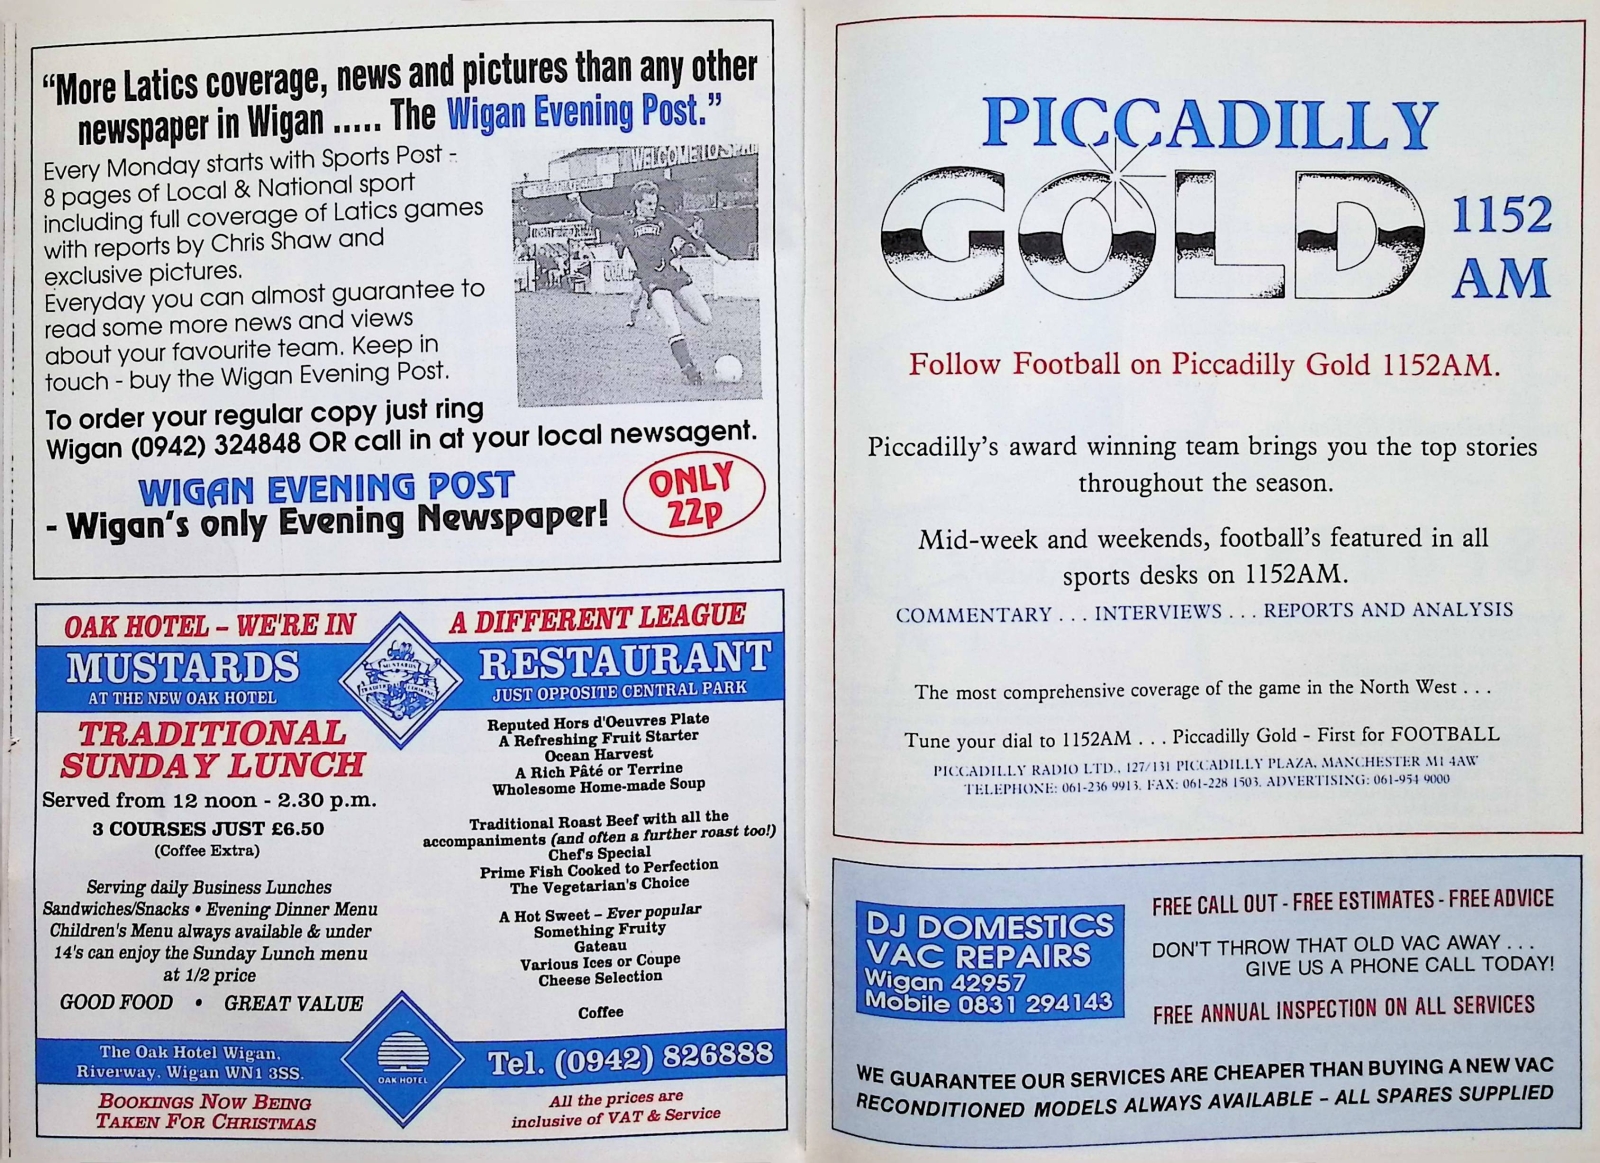 “More Latics coverage, news and pictures than any other
newspaper in Wigan ..... The Wigan Evening Post.”
Every Monday starts with Sports Post -
8 pages of Local & National sport
including full coverage of Latics games
with reports by Chris Shaw and
exclusive pictures.
Everyday you can almost guarantee to
read some more news and views
about your favourite team. Keep in
touch - buy the Wigan Evening Post.
WELCOME TO
To order your regular copy just ring
Wigan (0942) 324848 OR call in at your local newsagent.
WIGAN EVENING POST
- Wigan's only Evening Newspaper!
ONLY
22p
OAK HOTEL – WE'RE IN A DIFFERENT LEAGUE
MUSTARDS RESTAURANT
AT THE NEW OAK HOTEL JUST OPPOSITE CENTRAL PARK
MUSTARDS
TRADITIONAL
SUNDAY LUNCH
Served from 12 noon - 2.30 p.m.
3 COURSES JUST £6.50
(Coffee Extra)
Serving daily Business Lunches
Sandwiches/Snacks • Evening Dinner Menu
Children's Menu always available & under
14's can enjoy the Sunday Lunch menu
at 1/2 price
GOOD FOOD • GREAT VALUE
Reputed Hors d'Oeuvres Plate
A Refreshing Fruit Starter
Ocean Harvest
A Rich Pâté or Terrine
Wholesome Home-made Soup
Traditional Roast Beef with all the
accompaniments (and often a further roast too!)
Chef's Special
Prime Fish Cooked to Perfection
The Vegetarian's Choice
A Hot Sweet – Ever popular
Something Fruity
Gateau
Various Ices or Coupe
Cheese Selection
Coffee
The Oak Hotel Wigan,
Riverway, Wigan WN1 3SS.
OAK HOTEL
Tel. (0942) 826888
BOOKINGS NOW BEING
TAKEN FOR CHRISTMAS
All the prices are
inclusive of VAT & Service
PICCADILLY
GOLD
1152
AM
Follow Football on Piccadilly Gold 1152AM.
Piccadilly's award winning team brings you the top stories
throughout the season.
Mid-week and weekends, football's featured in all
sports desks on 1152AM.
COMMENTARY . . . INTERVIEWS . . . REPORTS AND ANALYSIS
The most comprehensive coverage of the game in the North West . . .
Tune your dial to 1152AM . . . Piccadilly Gold - First for FOOTBALL
PICCADILLY RADIO LTD., 127/131 PICCADILLY PLAZA, MANCHESTER M1 4AW
TELEPHONE: 061-236 9913. FAX: 061-228 1503. ADVERTISING: 061-954 9000
DJ DOMESTICS
VAC REPAIRS
Wigan 42957
Mobile 0831 294143
FREE CALL OUT - FREE ESTIMATES - FREE ADVICE
DON'T THROW THAT OLD VAC AWAY . . .
GIVE US A PHONE CALL TODAY!
FREE ANNUAL INSPECTION ON ALL SERVICES
WE GUARANTEE OUR SERVICES ARE CHEAPER THAN BUYING A NEW VAC
RECONDITIONED MODELS ALWAYS AVAILABLE – ALL SPARES SUPPLIED